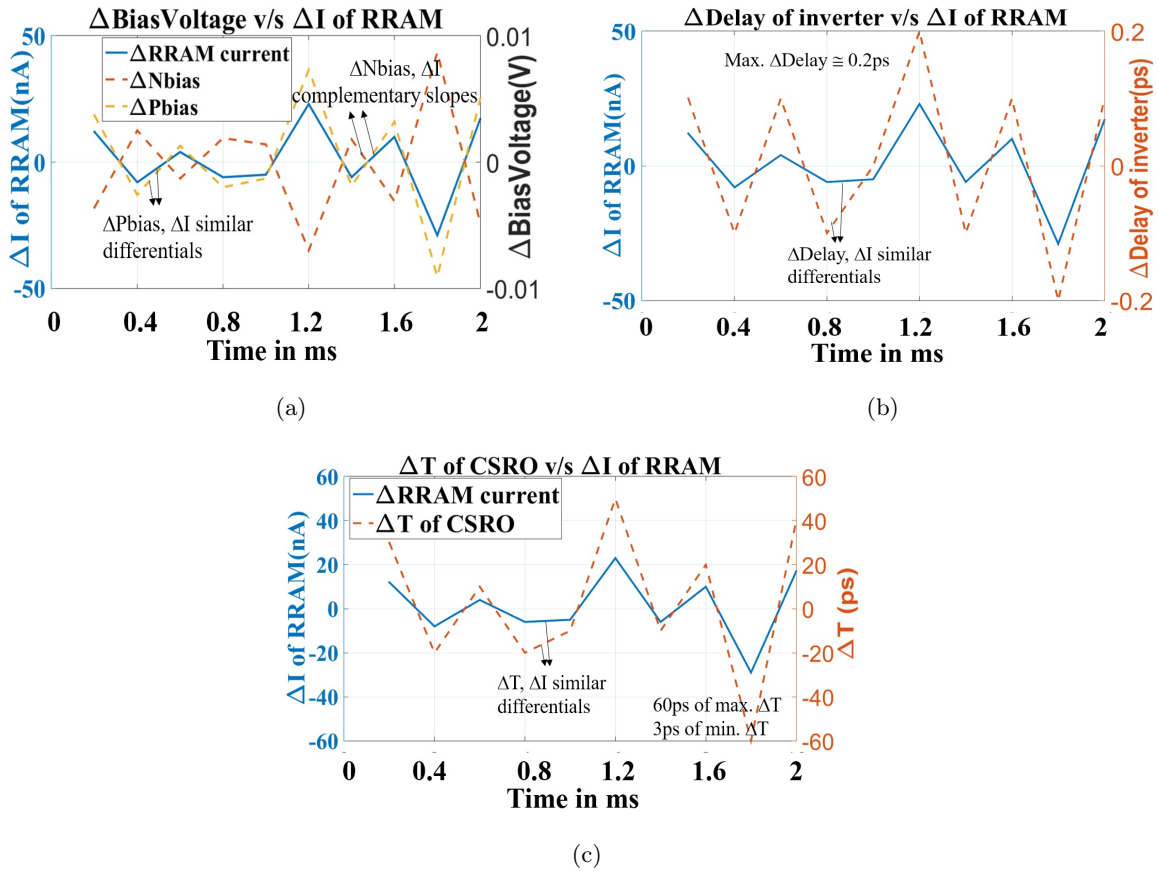 ΔBiasVoltage v/s ΔI of RRAM
ΔI of RRAM(nA)
50
0
-50
ΔRRAM current
ΔNbias
ΔPbias
ΔNbias, ΔI
complementary slopes
ΔPbias, ΔI similar
differentials
0.01
0
-0.01
ΔBiasVoltage(V)
0 0.4 0.8 1.2 1.6 2
Time in ms
(a)
ΔDelay of inverter v/s ΔI of RRAM
ΔI of RRAM(nA)
50
0
-50
Max. ΔDelay ≅ 0.2ps
ΔDelay, ΔI similar
differentials
0.2
0
-0.2
ΔDelay of inverter(ps)
0 0.4 0.8 1.2 1.6 2
Time in ms
(b)
ΔT of CSRO v/s ΔI of RRAM
ΔI of RRAM(nA)
60
40
20
0
-20
-40
-60
ΔRRAM current
ΔT of CSRO
ΔT, ΔI similar
differentials
60ps of max. ΔT
3ps of min. ΔT
60
40
20
0
-20
-40
-60
ΔT (ps)
0 0.4 0.8 1.2 1.6 2
Time in ms
(c)